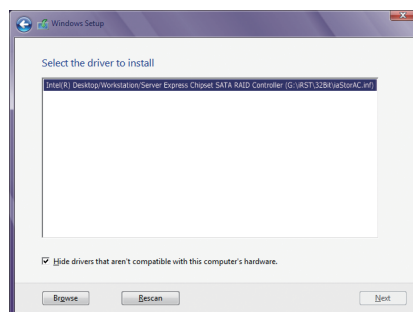 Windows Setup
Select the driver to install
Intel(R) Desktop/Workstation/Server Express Chipset SATA RAID Controller (G:\iRST\32Bit\iaStorAC.inf)
Hide drivers that aren't compatible with this computer's hardware.
Browse
Rescan
Next